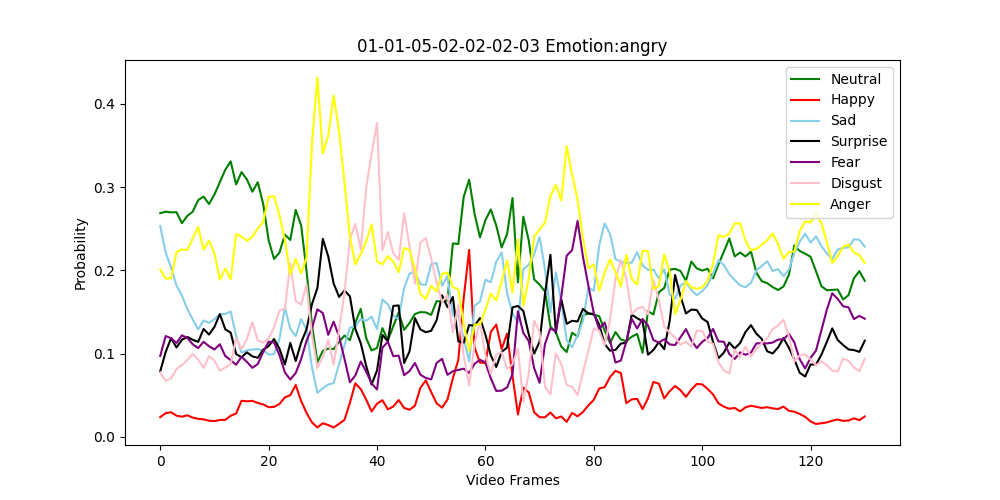 01-01-05-02-02-02-03 Emotion:angry
Probability
0.4
0.3
0.2
0.1
0.0
0 20 40 60 80 100 120
Video Frames
Neutral
Happy
Sad
Surprise
Fear
Disgust
Anger